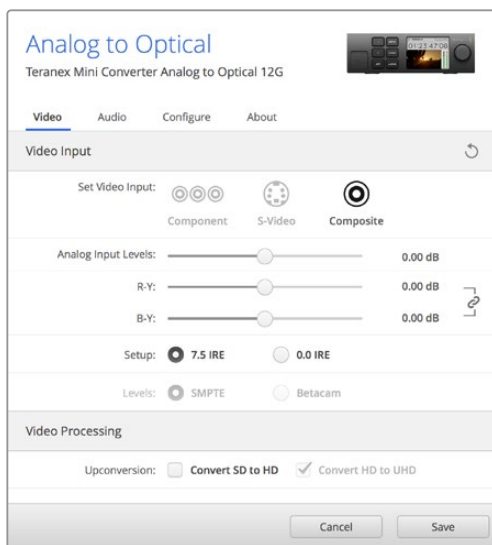 Analog to Optical
Teranex Mini Converter Analog to Optical 12G
Video Audio Configure About
Video Input
Set Video Input:
Component S-Video Composite
Analog Input Levels: 0.00 dB
R-Y: 0.00 dB
B-Y: 0.00 dB
Setup: 7.5 IRE 0.0 IRE
Levels: SMPTE Betacam
Video Processing
Upconversion: Convert SD to HD Convert HD to UHD
Cancel Save